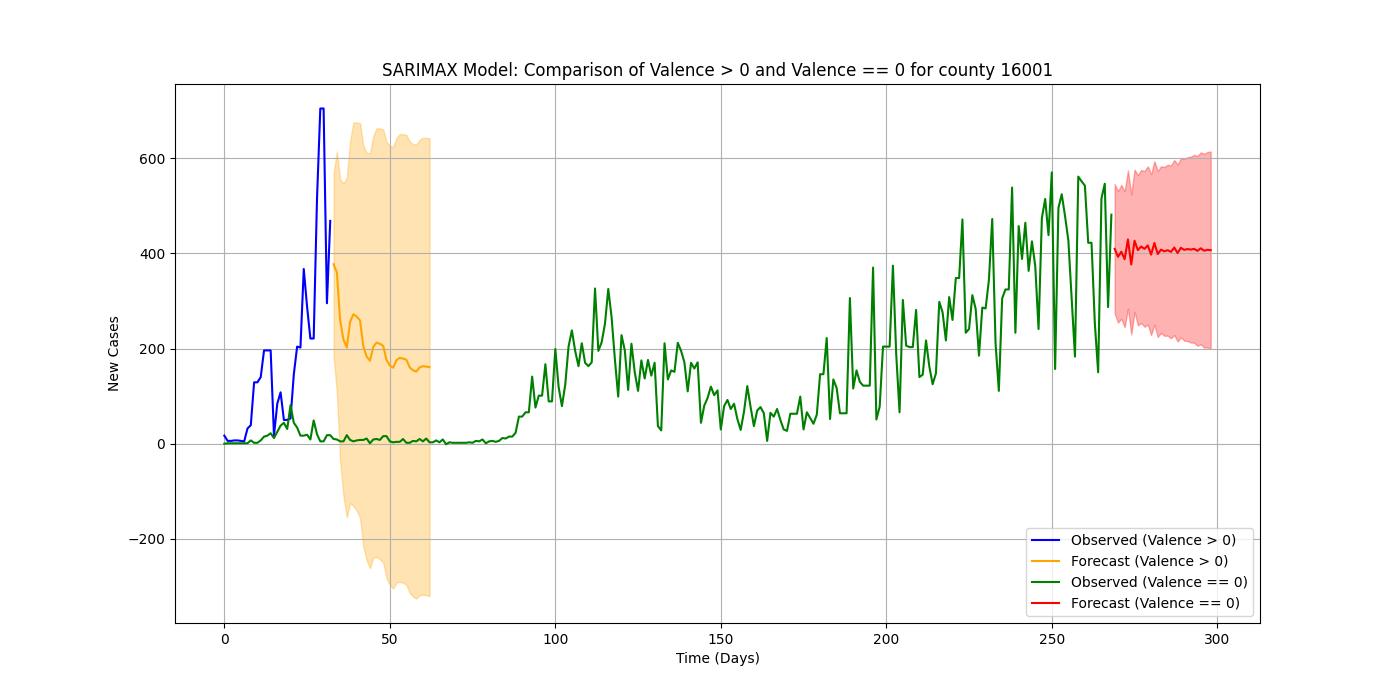 SARIMAX Model: Comparison of Valence > 0 and Valence == 0 for county 16001
New Cases
600
400
200
0
−200
0 50 100 150 200 250 300
Time (Days)
Observed (Valence > 0)
Forecast (Valence > 0)
Observed (Valence == 0)
Forecast (Valence == 0)